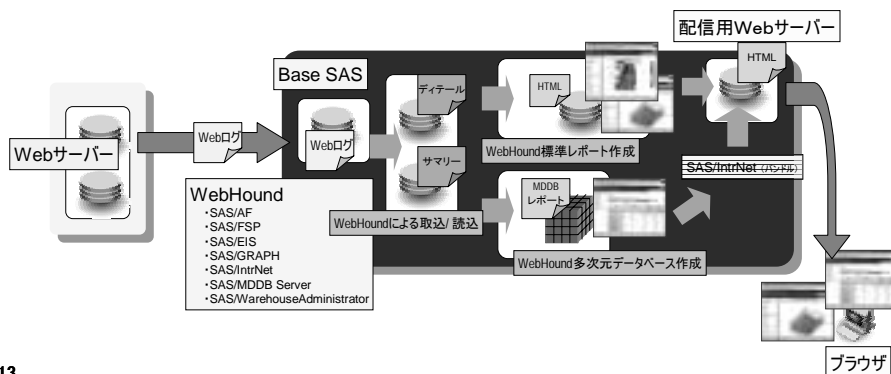 配信用Webサーバー
HTML
Base SAS
ディテール
HTML
Webログ
Webログ
Webサーバー
サマリー
WebHound標準レポート作成
SAS/IntrNet（バンドル）
WebHound
・SAS/AF
・SAS/FSP
・SAS/EIS
・SAS/GRAPH
・SAS/IntrNet
・SAS/MDDB Server
・SAS/WarehouseAdministrator
MDDB
レポート
WebHoundによる取込/読込
WebHound多次元データベース作成
ブラウザ
13